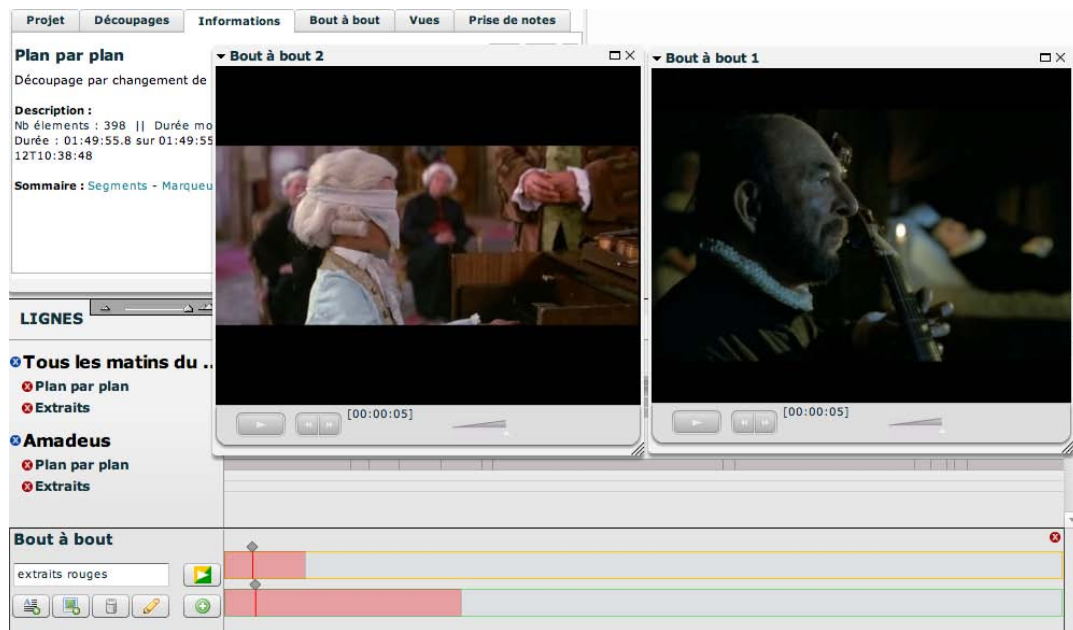 Projet Découpages Informations Bout à bout Vues Prise de notes
Plan par plan
Découpage par changement de
Description :
Nb élements : 398 || Durée mo
Durée : 01:49:55.8 sur 01:49:55
12T10:38:48
Sommaire : Segments - Marqueu
Bout à bout 2
[00:00:05]
Bout à bout 1
[00:00:05]
LIGNES
Tous les matins du ..
Plan par plan
Extraits
Amadeus
Plan par plan
Extraits
Bout à bout
extraits rouges